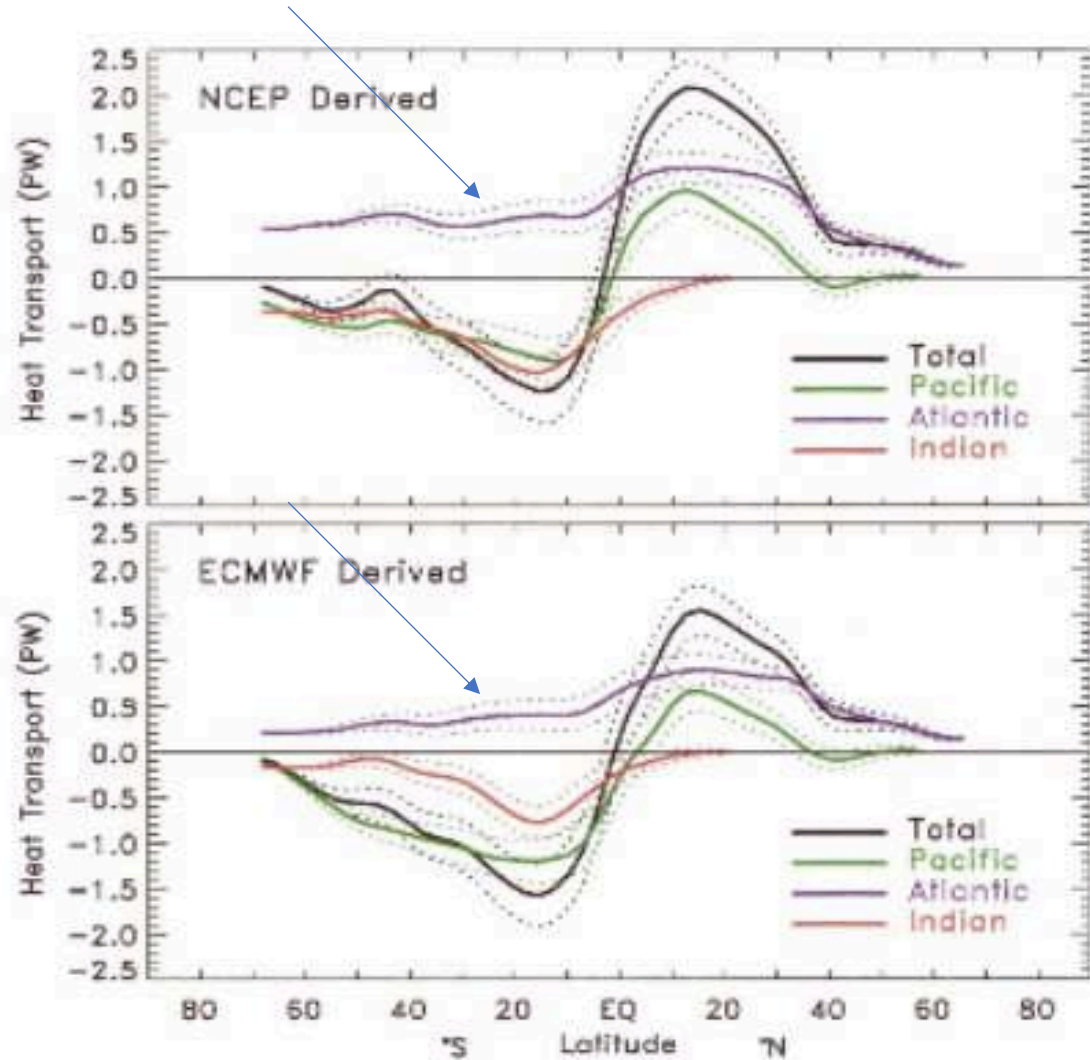 NCEP Derived
Heat Transport (PW)
2.5
2.0
1.5
1.0
0.5
0.0
-0.5
-1.0
-1.5
-2.0
-2.5
Total
Pacific
Atlantic
Indian
ECMWF Derived
Heat Transport (PW)
2.5
2.0
1.5
1.0
0.5
0.0
-0.5
-1.0
-1.5
-2.0
-2.5
Total
Pacific
Atlantic
Indian
80 60 40 20 EQ 20 40 60 80
°S Latitude °N